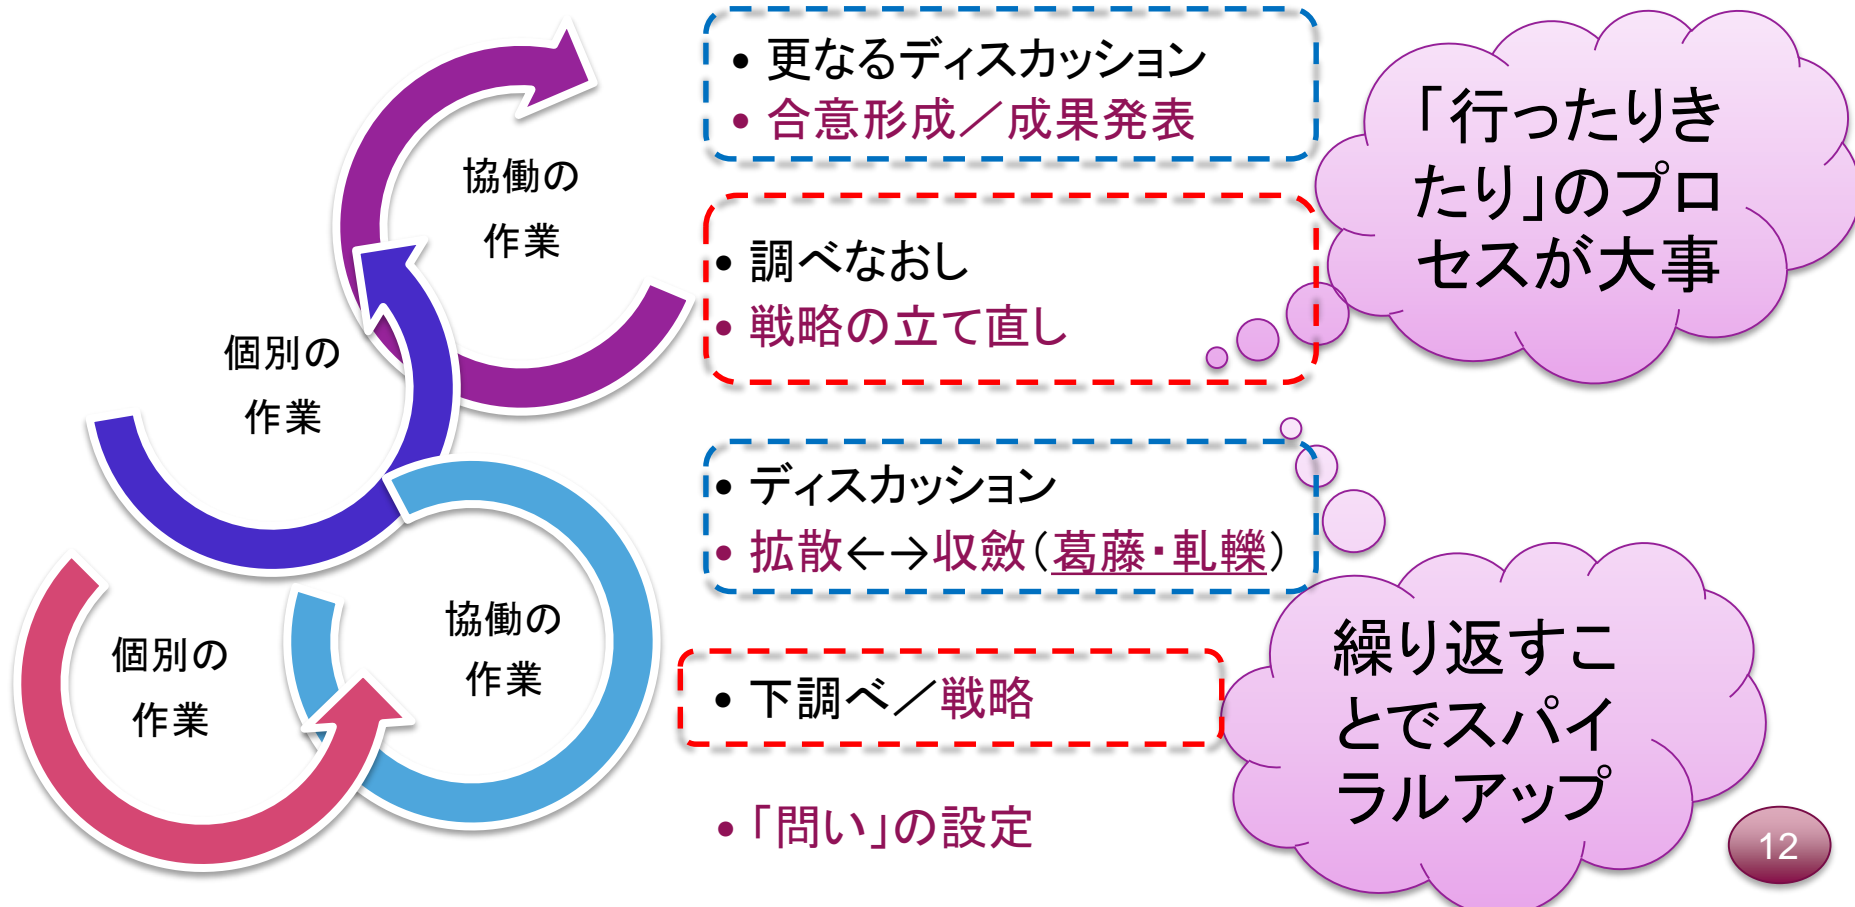 協働の
作業
個別の
作業
個別の
作業
協働の
作業
• 更なるディスカッション
• 合意形成／成果発表
• 調べなおし
• 戦略の立て直し
• ディスカッション
• 拡散←→収斂（葛藤・軋轢）
• 下調べ／戦略
• 「問い」の設定
「行ったりき
たり」のプロ
セスが大事
繰り返すこ
とでスパイ
ラルアップ
12